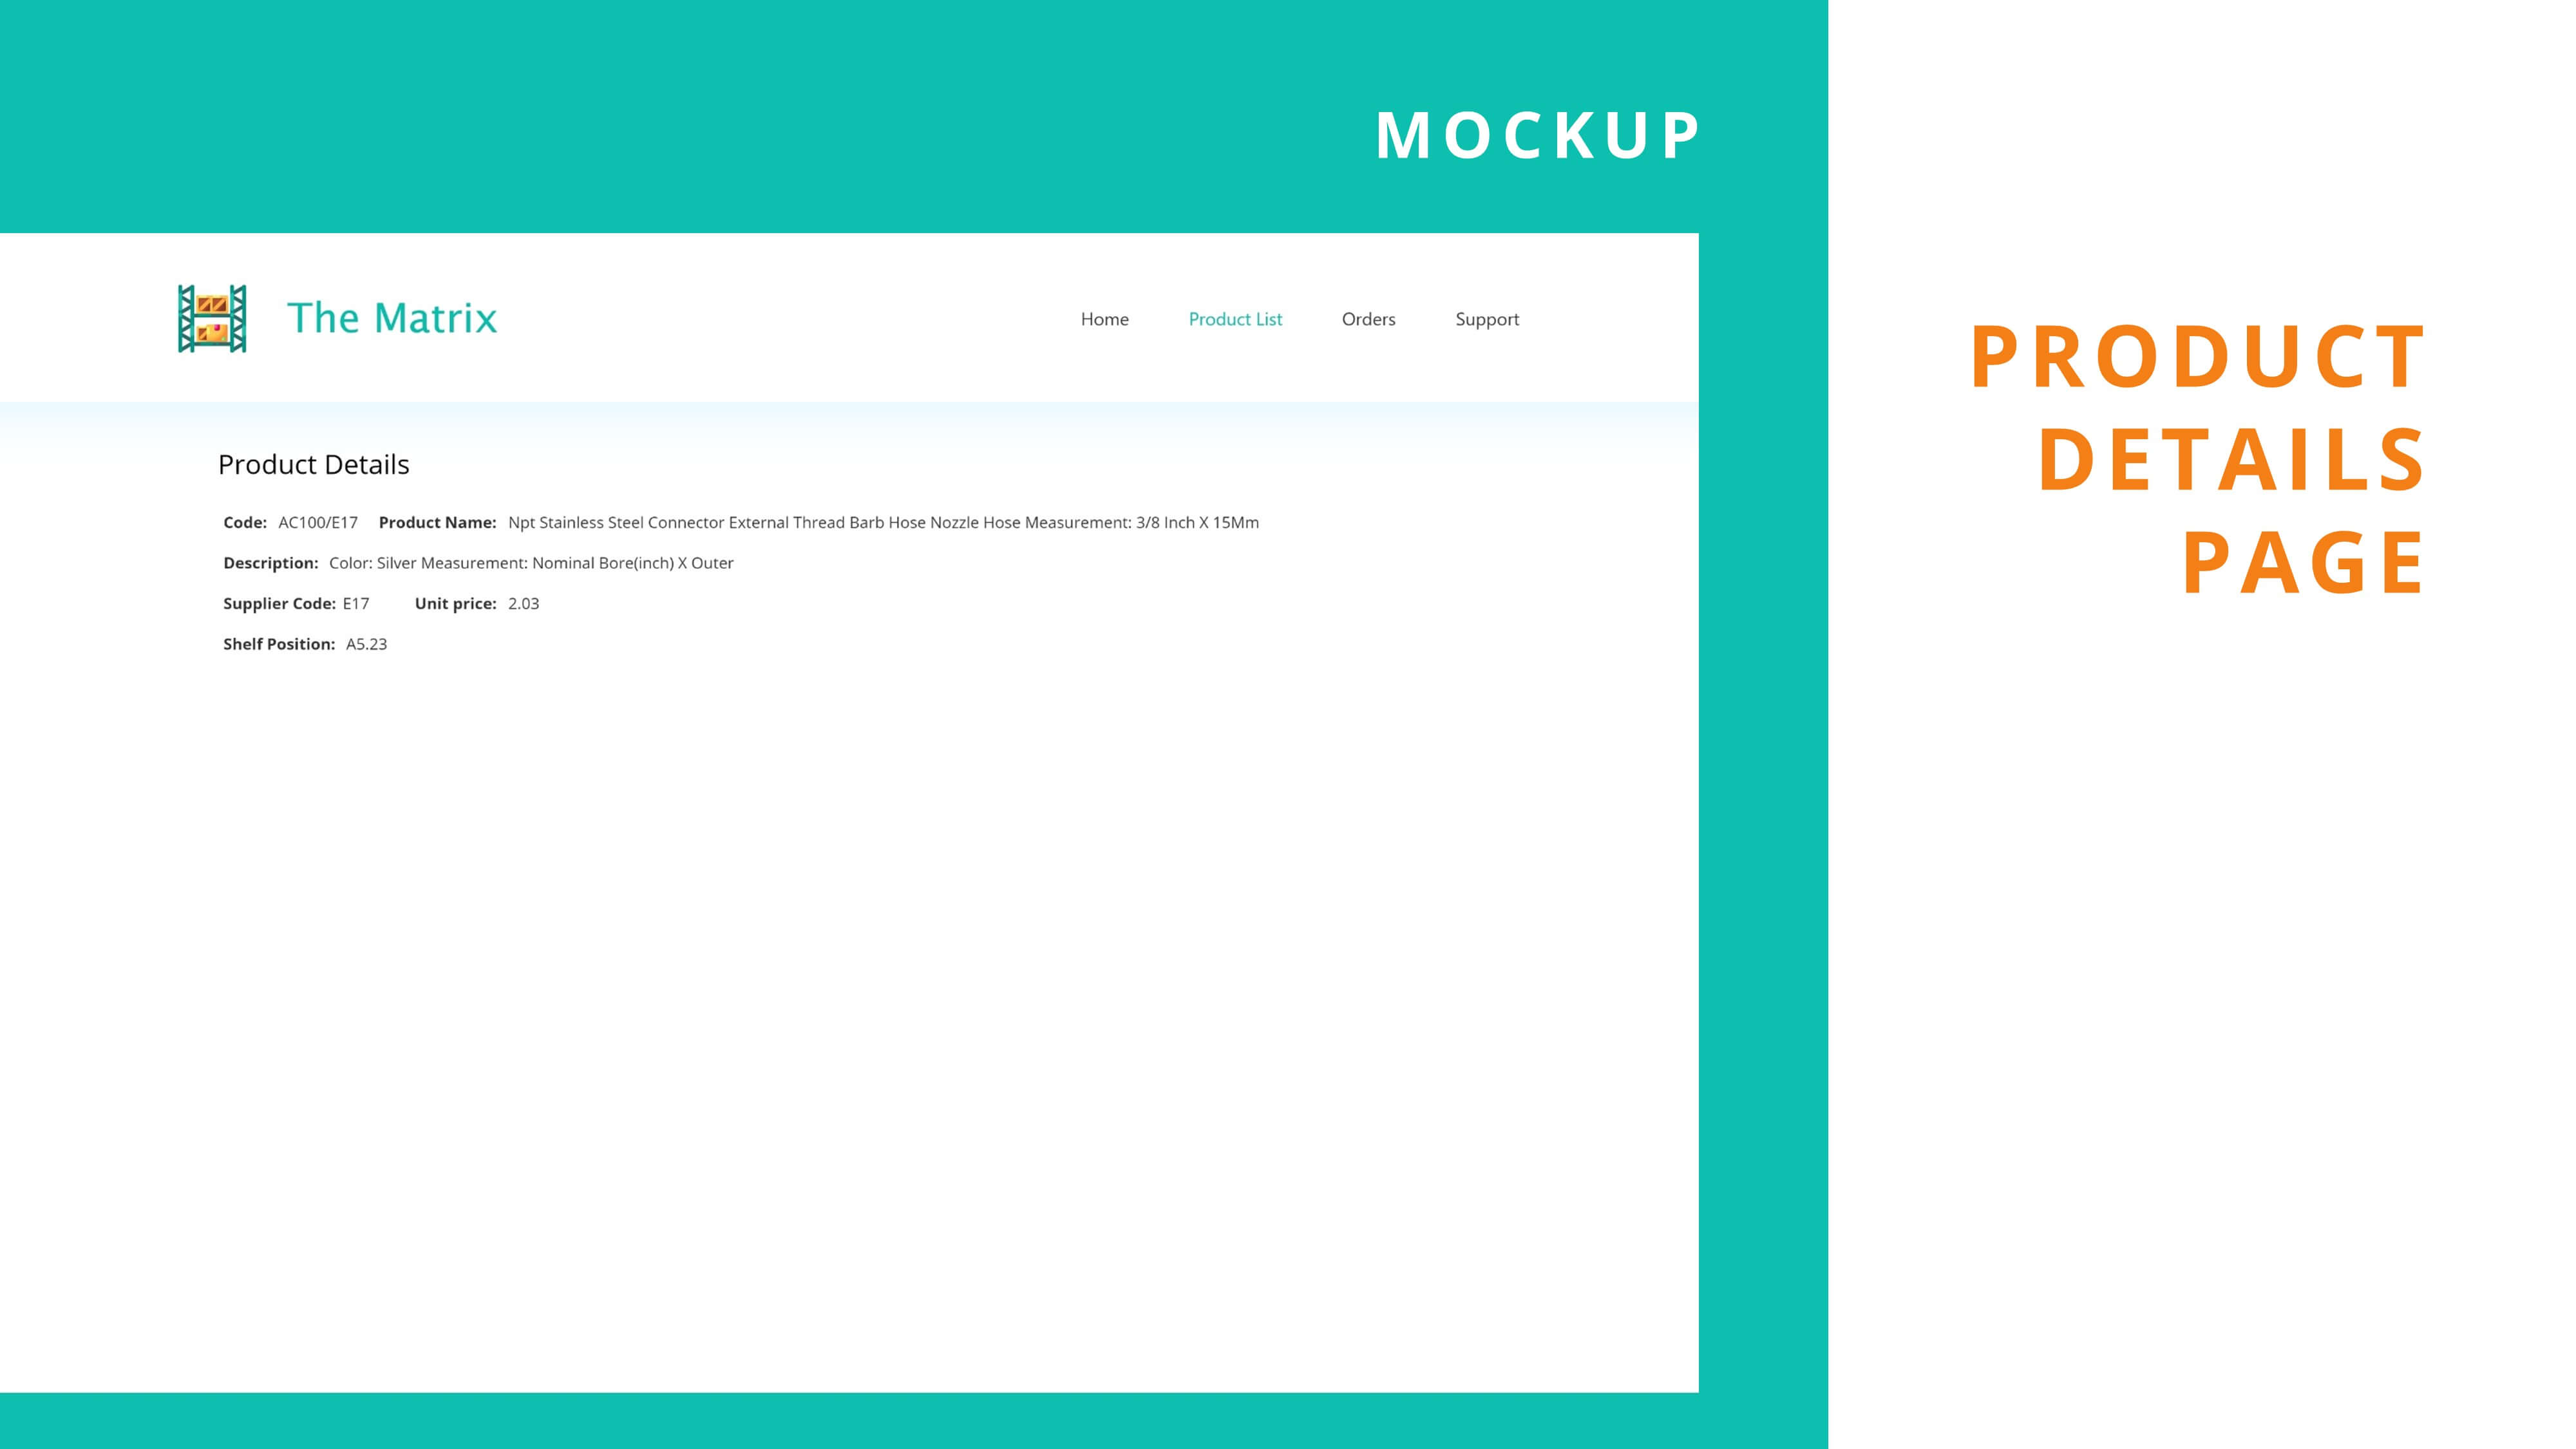 MOCKUP
The Matrix
Home Product List Orders Support
Product Details
Code: AC100/E17 Product Name: Npt Stainless Steel Connector External Thread Barb Hose Nozzle Hose Measurement: 3/8 Inch X 15Mm
Description: Color: Silver Measurement: Nominal Bore(inch) X Outer
Supplier Code: E17 Unit price: 2.03
Shelf Position: A5.23
PRODUCT
DETAILS
PAGE